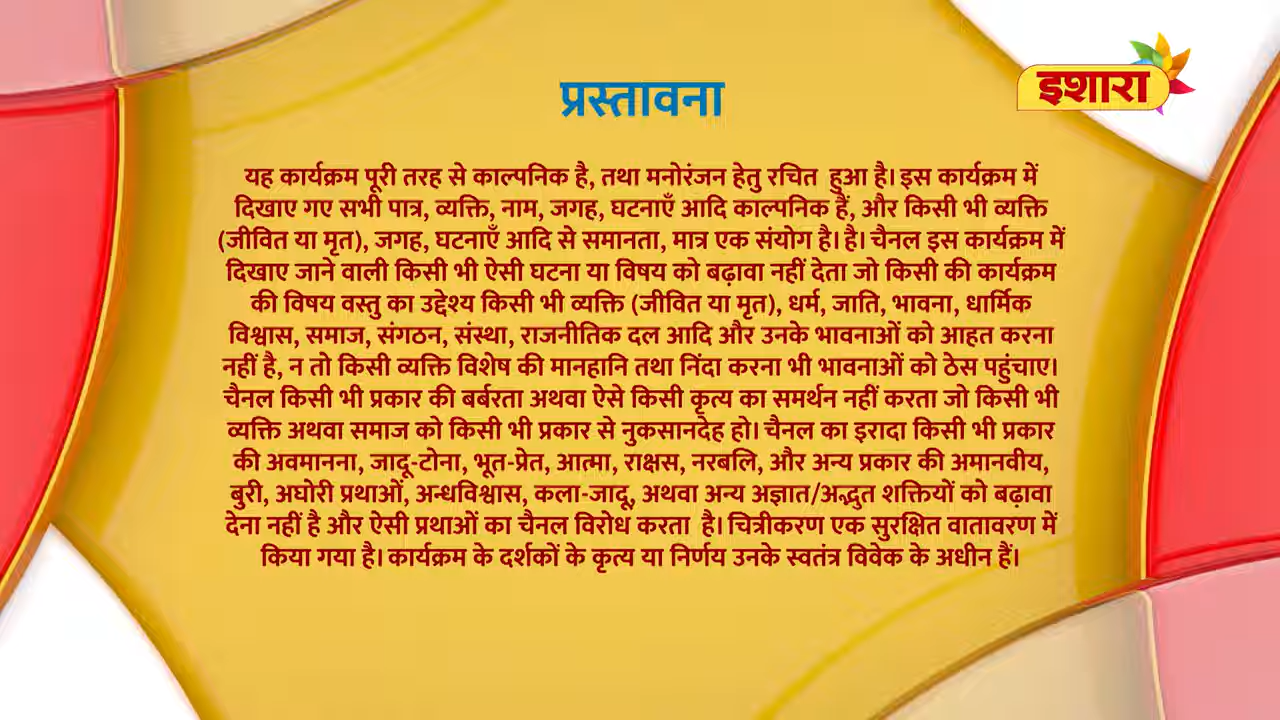 इशारा
प्रस्तावना
यह कार्यक्रम पूरी तरह से काल्पनिक है, तथा मनोरंजन हेतु रचित हुआ है। इस कार्यक्रम में
दिखाए गए सभी पात्र, व्यक्ति, नाम, जगह, घटनाएँ आदि काल्पनिक हैं, और किसी भी व्यक्ति
(जीवित या मृत), जगह, घटनाएँ आदि से समानता, मात्र एक संयोग है। है। चैनल इस कार्यक्रम में
दिखाए जाने वाली किसी भी ऐसी घटना या विषय को बढ़ावा नहीं देता जो किसी की कार्यक्रम
की विषय वस्तु का उद्देश्य किसी भी व्यक्ति (जीवित या मृत), धर्म, जाति, भावना, धार्मिक
विश्वास, समाज, संगठन, संस्था, राजनीतिक दल आदि और उनके भावनाओं को आहत करना
नहीं है, न तो किसी व्यक्ति विशेष की मानहानि तथा निंदा करना भी भावनाओं को ठेस पहुंचाए।
चैनल किसी भी प्रकार की बर्बरता अथवा ऐसे किसी कृत्य का समर्थन नहीं करता जो किसी भी
व्यक्ति अथवा समाज को किसी भी प्रकार से नुकसानदेह हो। चैनल का इरादा किसी भी प्रकार
की अवमानना, जादू-टोना, भूत-प्रेत, आत्मा, राक्षस, नरबलि, और अन्य प्रकार की अमानवीय,
बुरी, अघोरी प्रथाओं, अन्धविश्वास, कला-जादू, अथवा अन्य अज्ञात/अद्भुत शक्तियों को बढ़ावा
देना नहीं है और ऐसी प्रथाओं का चैनल विरोध करता है। चित्रीकरण एक सुरक्षित वातावरण में
किया गया है। कार्यक्रम के दर्शकों के कृत्य या निर्णय उनके स्वतंत्र विवेक के अधीन हैं।